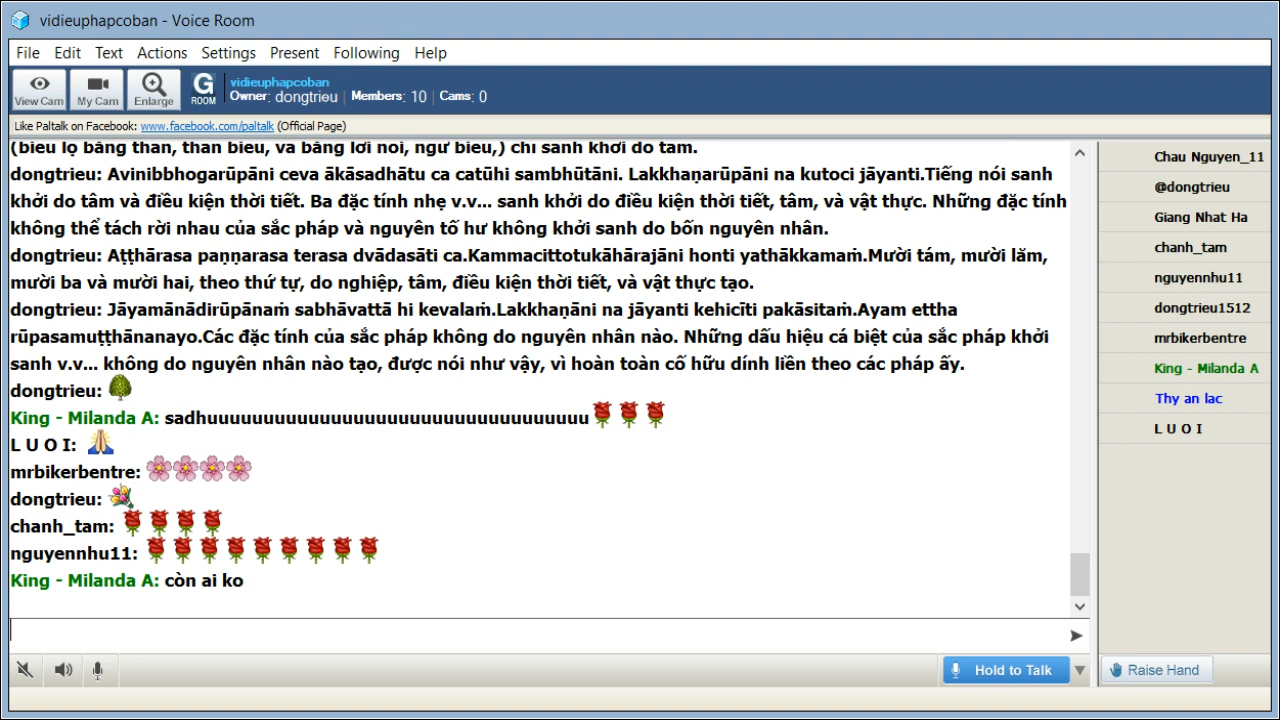 vidieuphapcoban - Voice Room
File Edit Text Actions Settings Present Following Help
View Cam My Cam Enlarge G ROOM
vidieuphapcoban
Owner: dongtrieu | Members: 10 | Cams: 0
Like Paltalk on Facebook: www.facebook.com/paltalk (Official Page)
(biểu lộ bằng thân, thân biểu, và bằng lời nói, ngữ biểu,) chỉ sanh khởi do tâm.
dongtrieu: Avinibbhogarūpāni ceva ākāsadhātu ca catūhi sambhūtāni. Lakkhaṇarūpāni na kutoci jāyanti.Tiếng nói sanh
khởi do tâm và điều kiện thời tiết. Ba đặc tính nhẹ v.v... sanh khởi do điều kiện thời tiết, tâm, và vật thực. Những đặc tính
không thể tách rời nhau của sắc pháp và nguyên tố hư không khởi sanh do bốn nguyên nhân.
dongtrieu: Aṭṭhārasa paṇṇarasa terasa dvādasāti ca.Kammacittotukāhārajāni honti yathākkamaṁ.Mười tám, mười lăm,
mười ba và mười hai, theo thứ tự, do nghiệp, tâm, điều kiện thời tiết, và vật thực tạo.
dongtrieu: Jāyamānādirūpānaṁ sabhāvattā hi kevalaṁ.Lakkhaṇāni na jāyanti kehicīti pakāsitaṁ.Ayam ettha
rūpasamuṭṭhānanayo.Các đặc tính của sắc pháp không do nguyên nhân nào. Những dấu hiệu cá biệt của sắc pháp khởi
sanh v.v... không do nguyên nhân nào tạo, được nói như vậy, vì hoàn toàn cố hữu dính liền theo các pháp ấy.
dongtrieu:
King - Milanda A: sadhuuuuuuuuuuuuuuuuuuuuuuuuuuuuuuuuuu
L U O I:
mrbikerbentre:
dongtrieu:
chanh_tam:
nguyennhu11:
King - Milanda A: còn ai ko
Hold to Talk
Chau Nguyen_11
@dongtrieu
Giang Nhat Ha
chanh_tam
nguyennhu11
dongtrieu1512
mrbikerbentre
King - Milanda A
Thy an lac
L U O I
Raise Hand